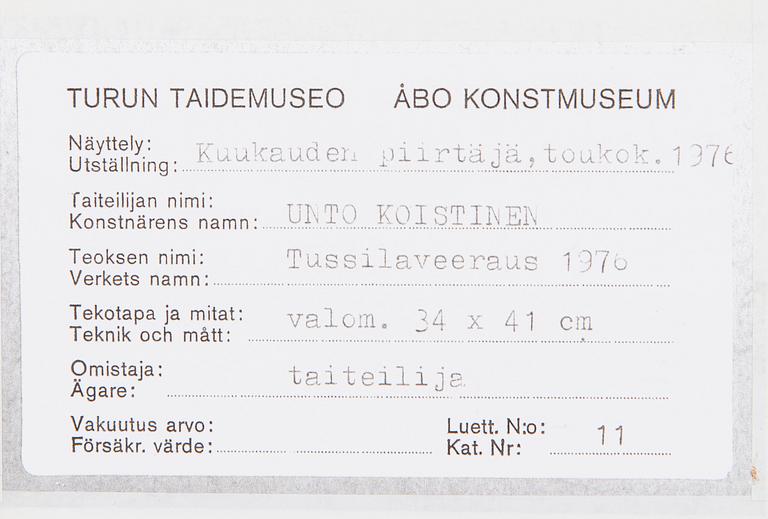 TURUN TAIDEMUSEO ÅBO KONSTMUSEUM
Näyttely:
Utställning: Kuukauden piirtäjä, toukok. 1976
Taiteilijan nimi:
Konstnärens namn: UNTO KOISTINEN
Teoksen nimi: Tussilaveeraus 1976
Verkets namn:
Tekotapa ja mitat: valom. 34 x 41 cm
Teknik och mått:
Omistaja: taiteilija
Ägare:
Vakuutus arvo: Luett. N:o: 11
Försäkr. värde: Kat. Nr: